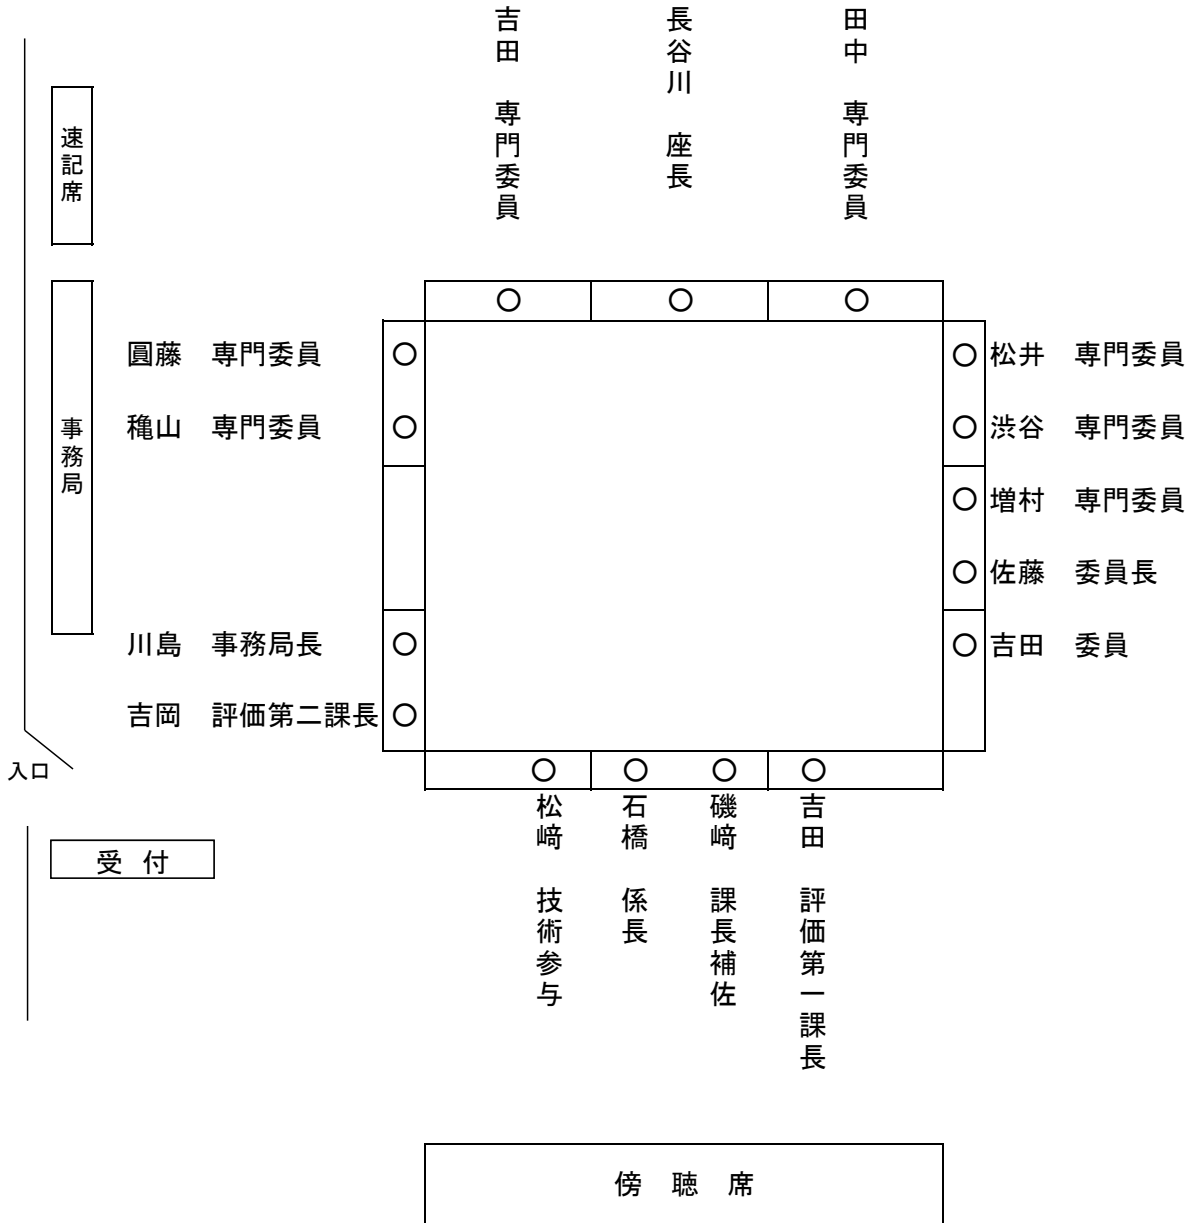 吉田　専門委員
長谷川　座長
田中　専門委員
速記席
事務局
圓藤　専門委員
穐山　専門委員
川島　事務局長
吉岡　評価第二課長
松井　専門委員
渋谷　専門委員
増村　専門委員
佐藤　委員長
吉田　委員
入口
受 付
松﨑　技術参与
石橋　係長
磯﨑　課長補佐
吉田　評価第一課長
傍 聴 席